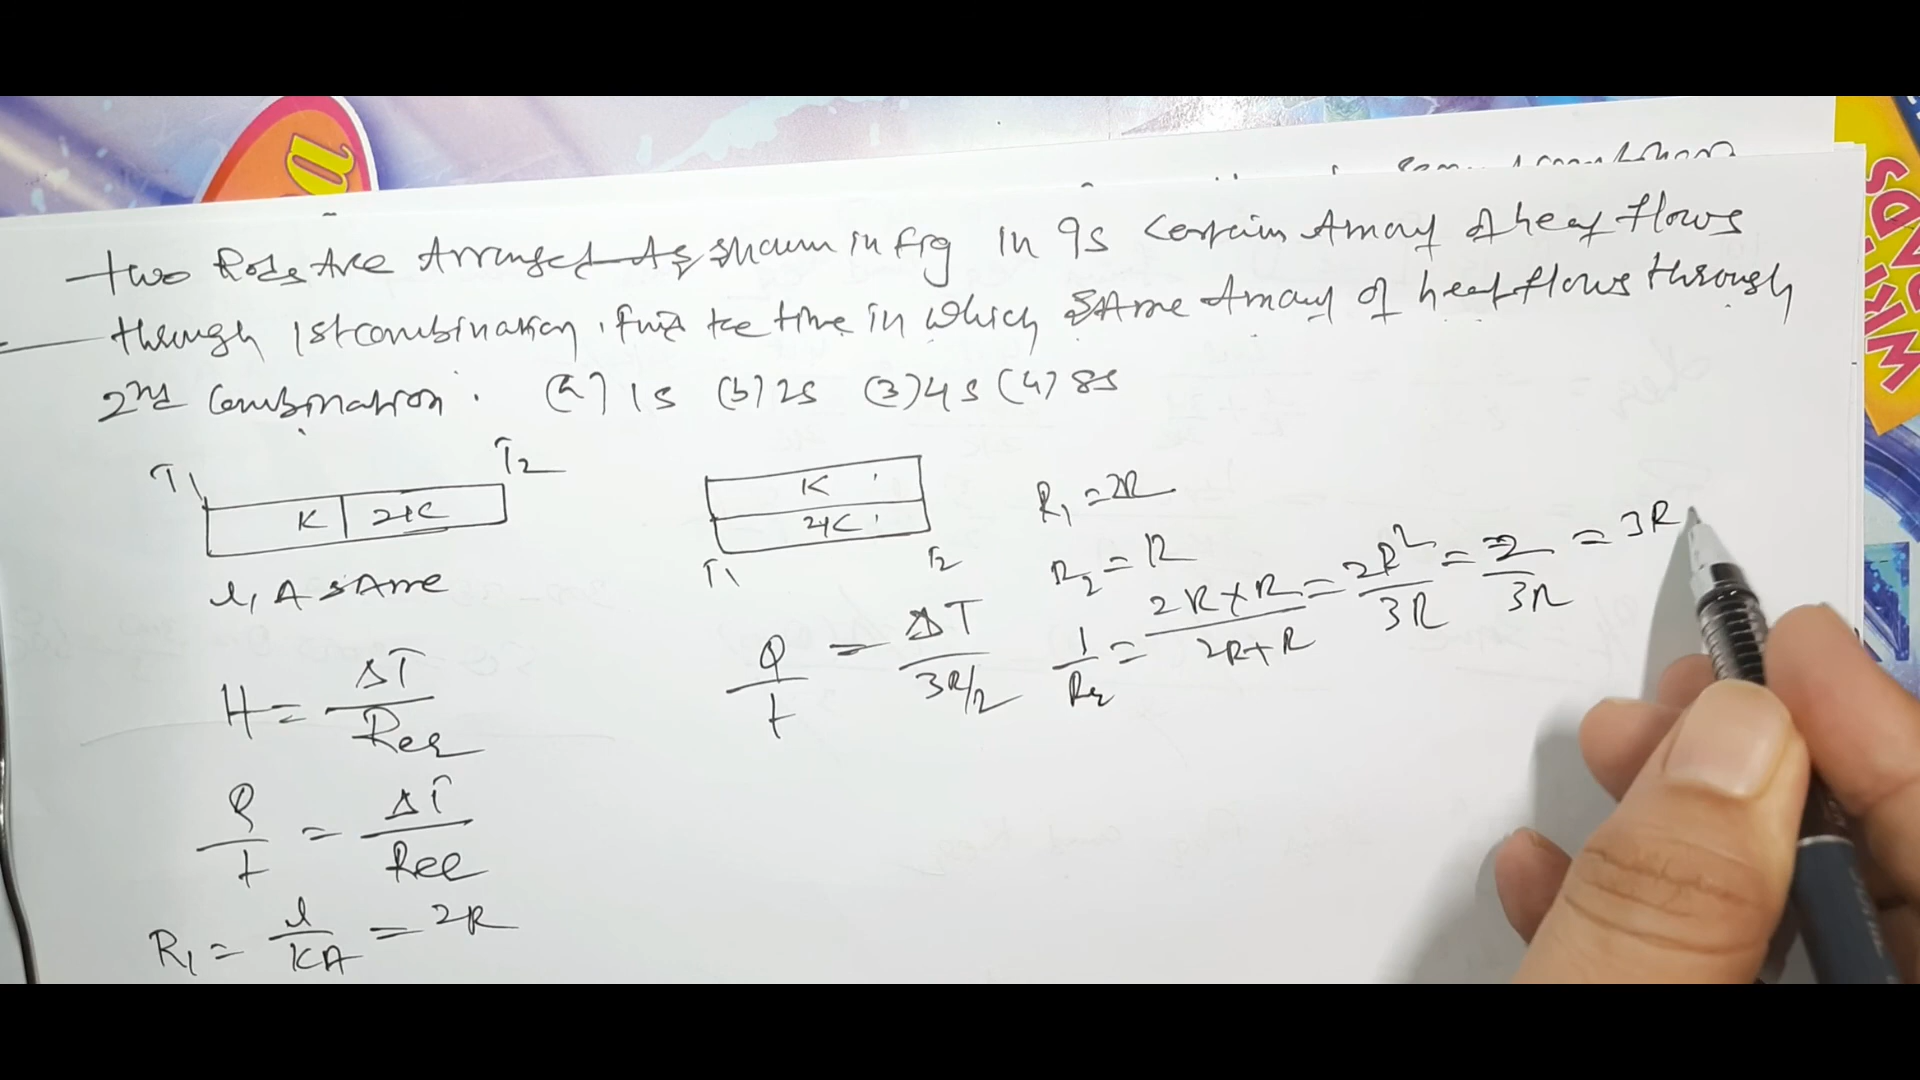 two Rods Are Arranged As shown in fig in 9s certain Amout of heat flows
through 1st combination, find the time in which SAme Amout of heat flows through
2nd combination. (a) 1s (b) 2s (3) 4s (4) 8s
T1 T2
K 2K
l, A sAme
H = ΔT / Req
Q / t = ΔT / Req
R1 = l / KA = 2R
K
2K
T1 T2
Q / t = ΔT / 3R/2
R1 = 2R
R2 = R
1 / Req = 2R × R / 2R + R = 2R² / 3R = 2 / 3R = 3R